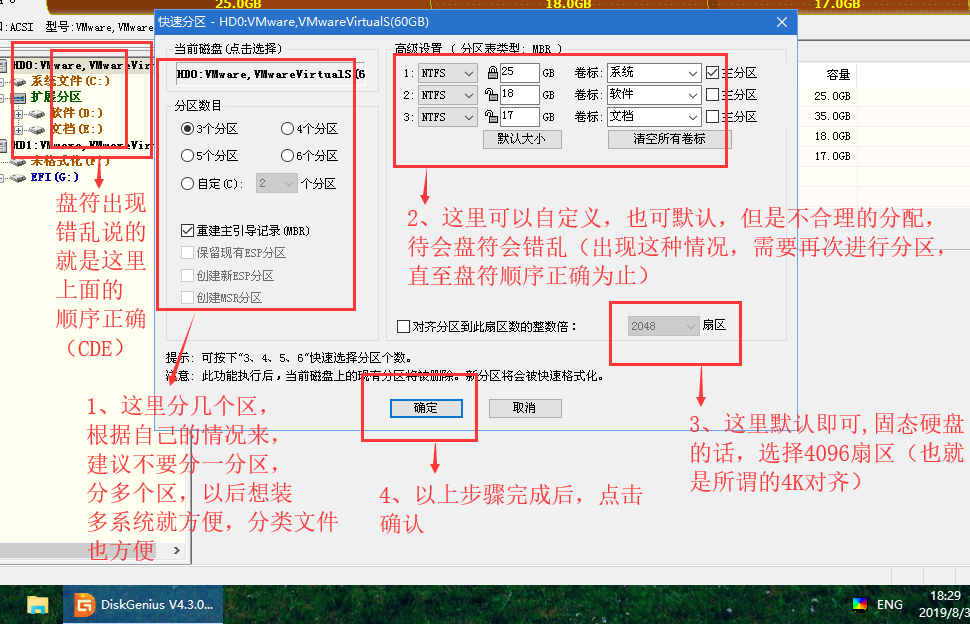 25.0GB
18.0GB
17.0GB
:ACSI 型号:VMware,VMware
快速分区 - HD0:VMware,VMwareVirtualS(60GB)
HD0:VMware,VMwareVir
系统文件(C:)
扩展分区
软件(D:)
文档(E:)
HD1:VMware,VMwareVir
未格式化(F:)
EFI(G:)
当前磁盘(点击选择)
HD0:VMware,VMwareVirtualS(6
分区数目
3个分区
4个分区
5个分区
6个分区
自定(C):
2
个分区
重建主引导记录(MBR)
保留现有ESP分区
创建新ESP分区
创建MSR分区
高级设置 ( 分区表类型: MBR )
1: NTFS 25 GB 卷标: 系统 主分区
2: NTFS 18 GB 卷标: 软件 主分区
3: NTFS 17 GB 卷标: 文档 主分区
默认大小
清空所有卷标
容量
25.0GB
35.0GB
18.0GB
17.0GB
盘符出现
错乱说的
就是这里
上面的
顺序正确
（CDE）
2、这里可以自定义，也可默认，但是不合理的分配，
待会盘符会错乱（出现这种情况，需要再次进行分区，
直至盘符顺序正确为止）
对齐分区到此扇区数的整数倍：
2048
扇区
提示: 可按下"3、4、5、6"快速选择分区个数。
注意: 此功能执行后，当前磁盘上的现有分区将被删除。新分区将会被快速格式化。
确定
取消
1、这里分几个区，
根据自己的情况来，
建议不要分一分区，
分多个区，以后想装
多系统就方便，分类文件
也方便
4、以上步骤完成后，点击
确认
3、这里默认即可,固态硬盘
的话，选择4096扇区（也就
是所谓的4K对齐）
DiskGenius V4.3.0...
ENG
18:29
2019/8/3